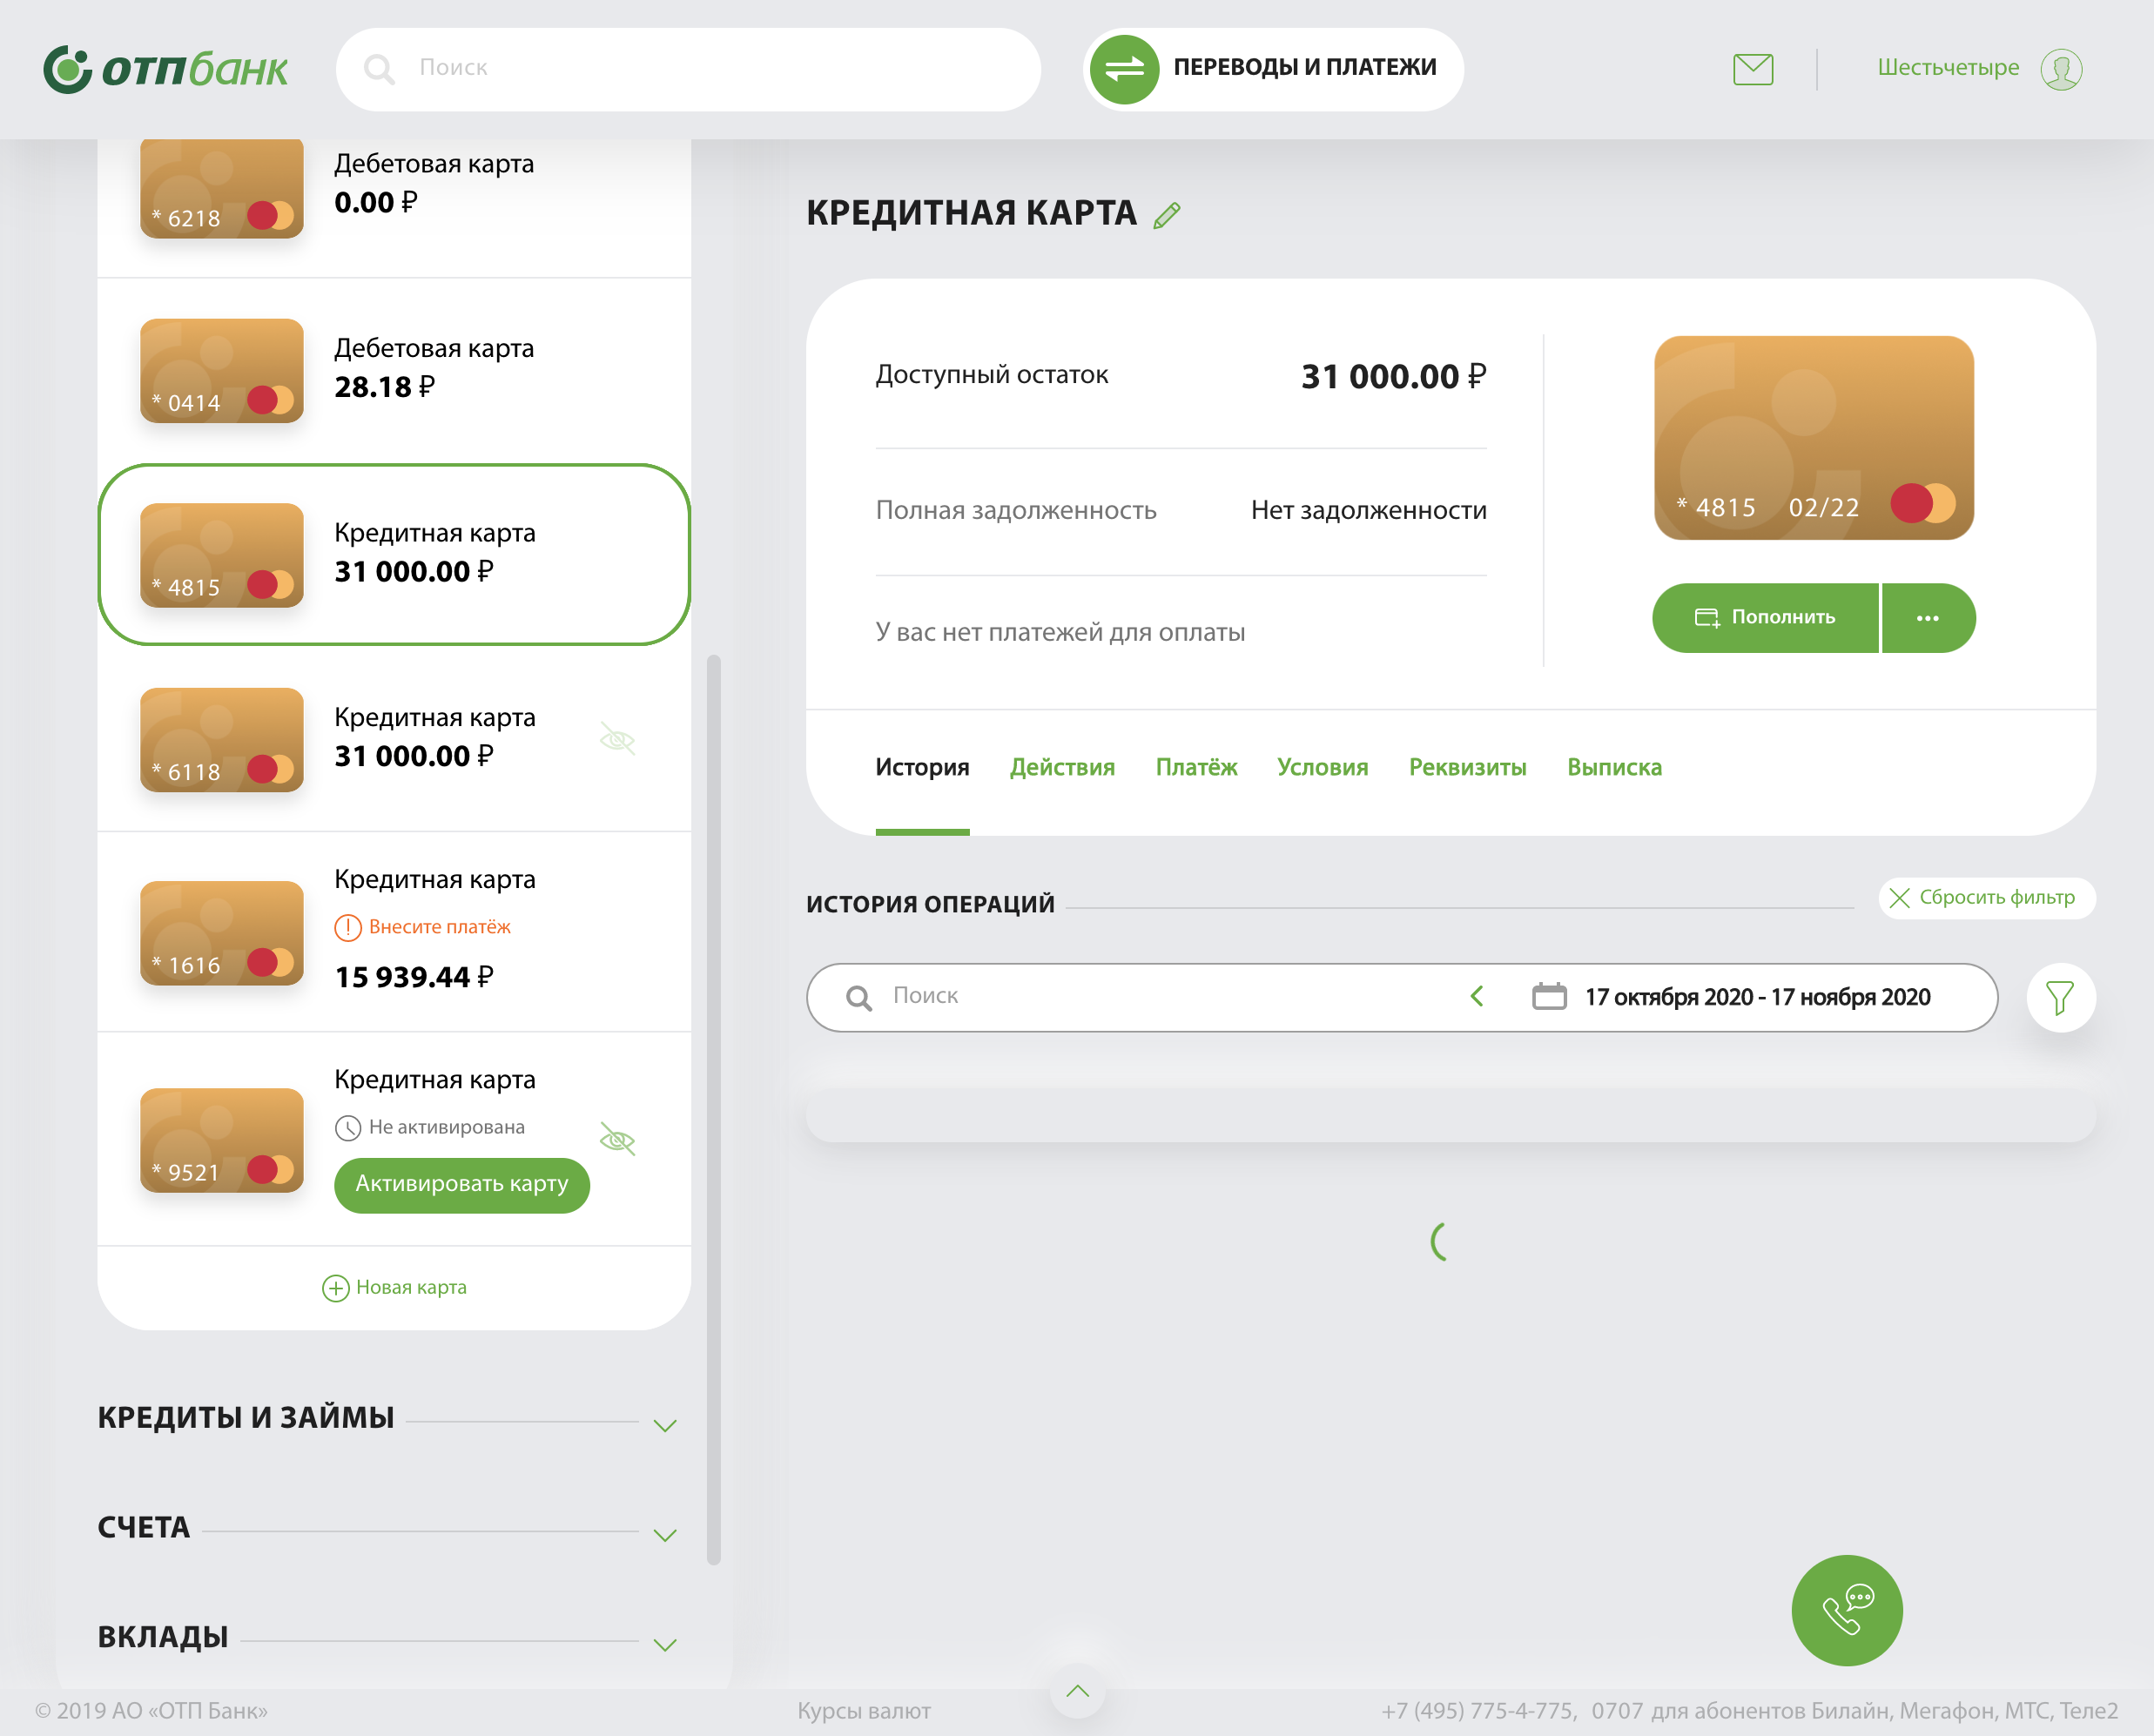 отпбанк
Поиск
ПЕРЕВОДЫ И ПЛАТЕЖИ
Шестьчетыре
Дебетовая карта
0.00 ₽
* 6218
Дебетовая карта
28.18 ₽
* 0414
Кредитная карта
31 000.00 ₽
* 4815
Кредитная карта
31 000.00 ₽
* 6118
Кредитная карта
Внесите платёж
15 939.44 ₽
* 1616
Кредитная карта
Не активирована
* 9521
Активировать карту
Новая карта
КРЕДИТЫ И ЗАЙМЫ
СЧЕТА
ВКЛАДЫ
КРЕДИТНАЯ КАРТА
Доступный остаток 31 000.00 ₽
Полная задолженность Нет задолженности
У вас нет платежей для оплаты
* 4815 02/22
Пополнить
История Действия Платёж Условия Реквизиты Выписка
ИСТОРИЯ ОПЕРАЦИЙ
Сбросить фильтр
Поиск
17 октября 2020 - 17 ноября 2020
© 2019 АО «ОТП Банк»
Курсы валют
+7 (495) 775-4-775, 0707 для абонентов Билайн, Мегафон, МТС, Теле2